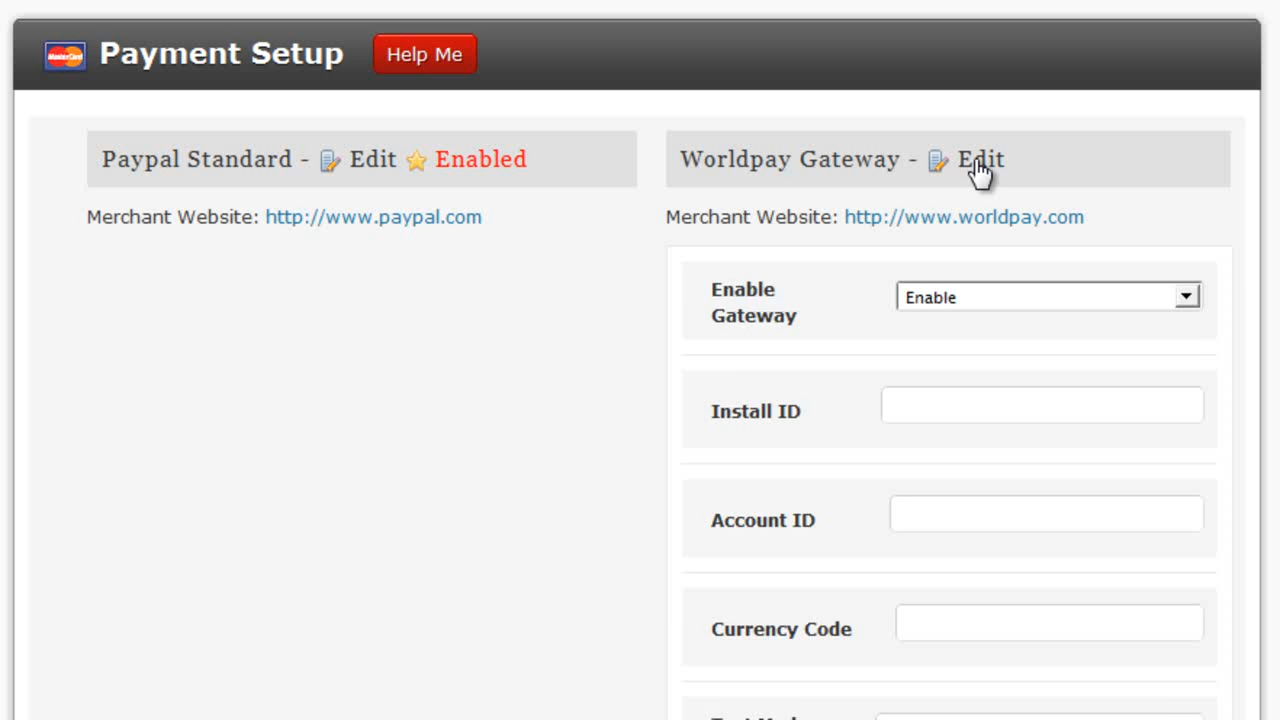 MasterCard
Payment Setup
Help Me
Paypal Standard - Edit Enabled
Merchant Website: http://www.paypal.com
Worldpay Gateway - Edit
Merchant Website: http://www.worldpay.com
Enable
Gateway
Enable
Install ID
Account ID
Currency Code